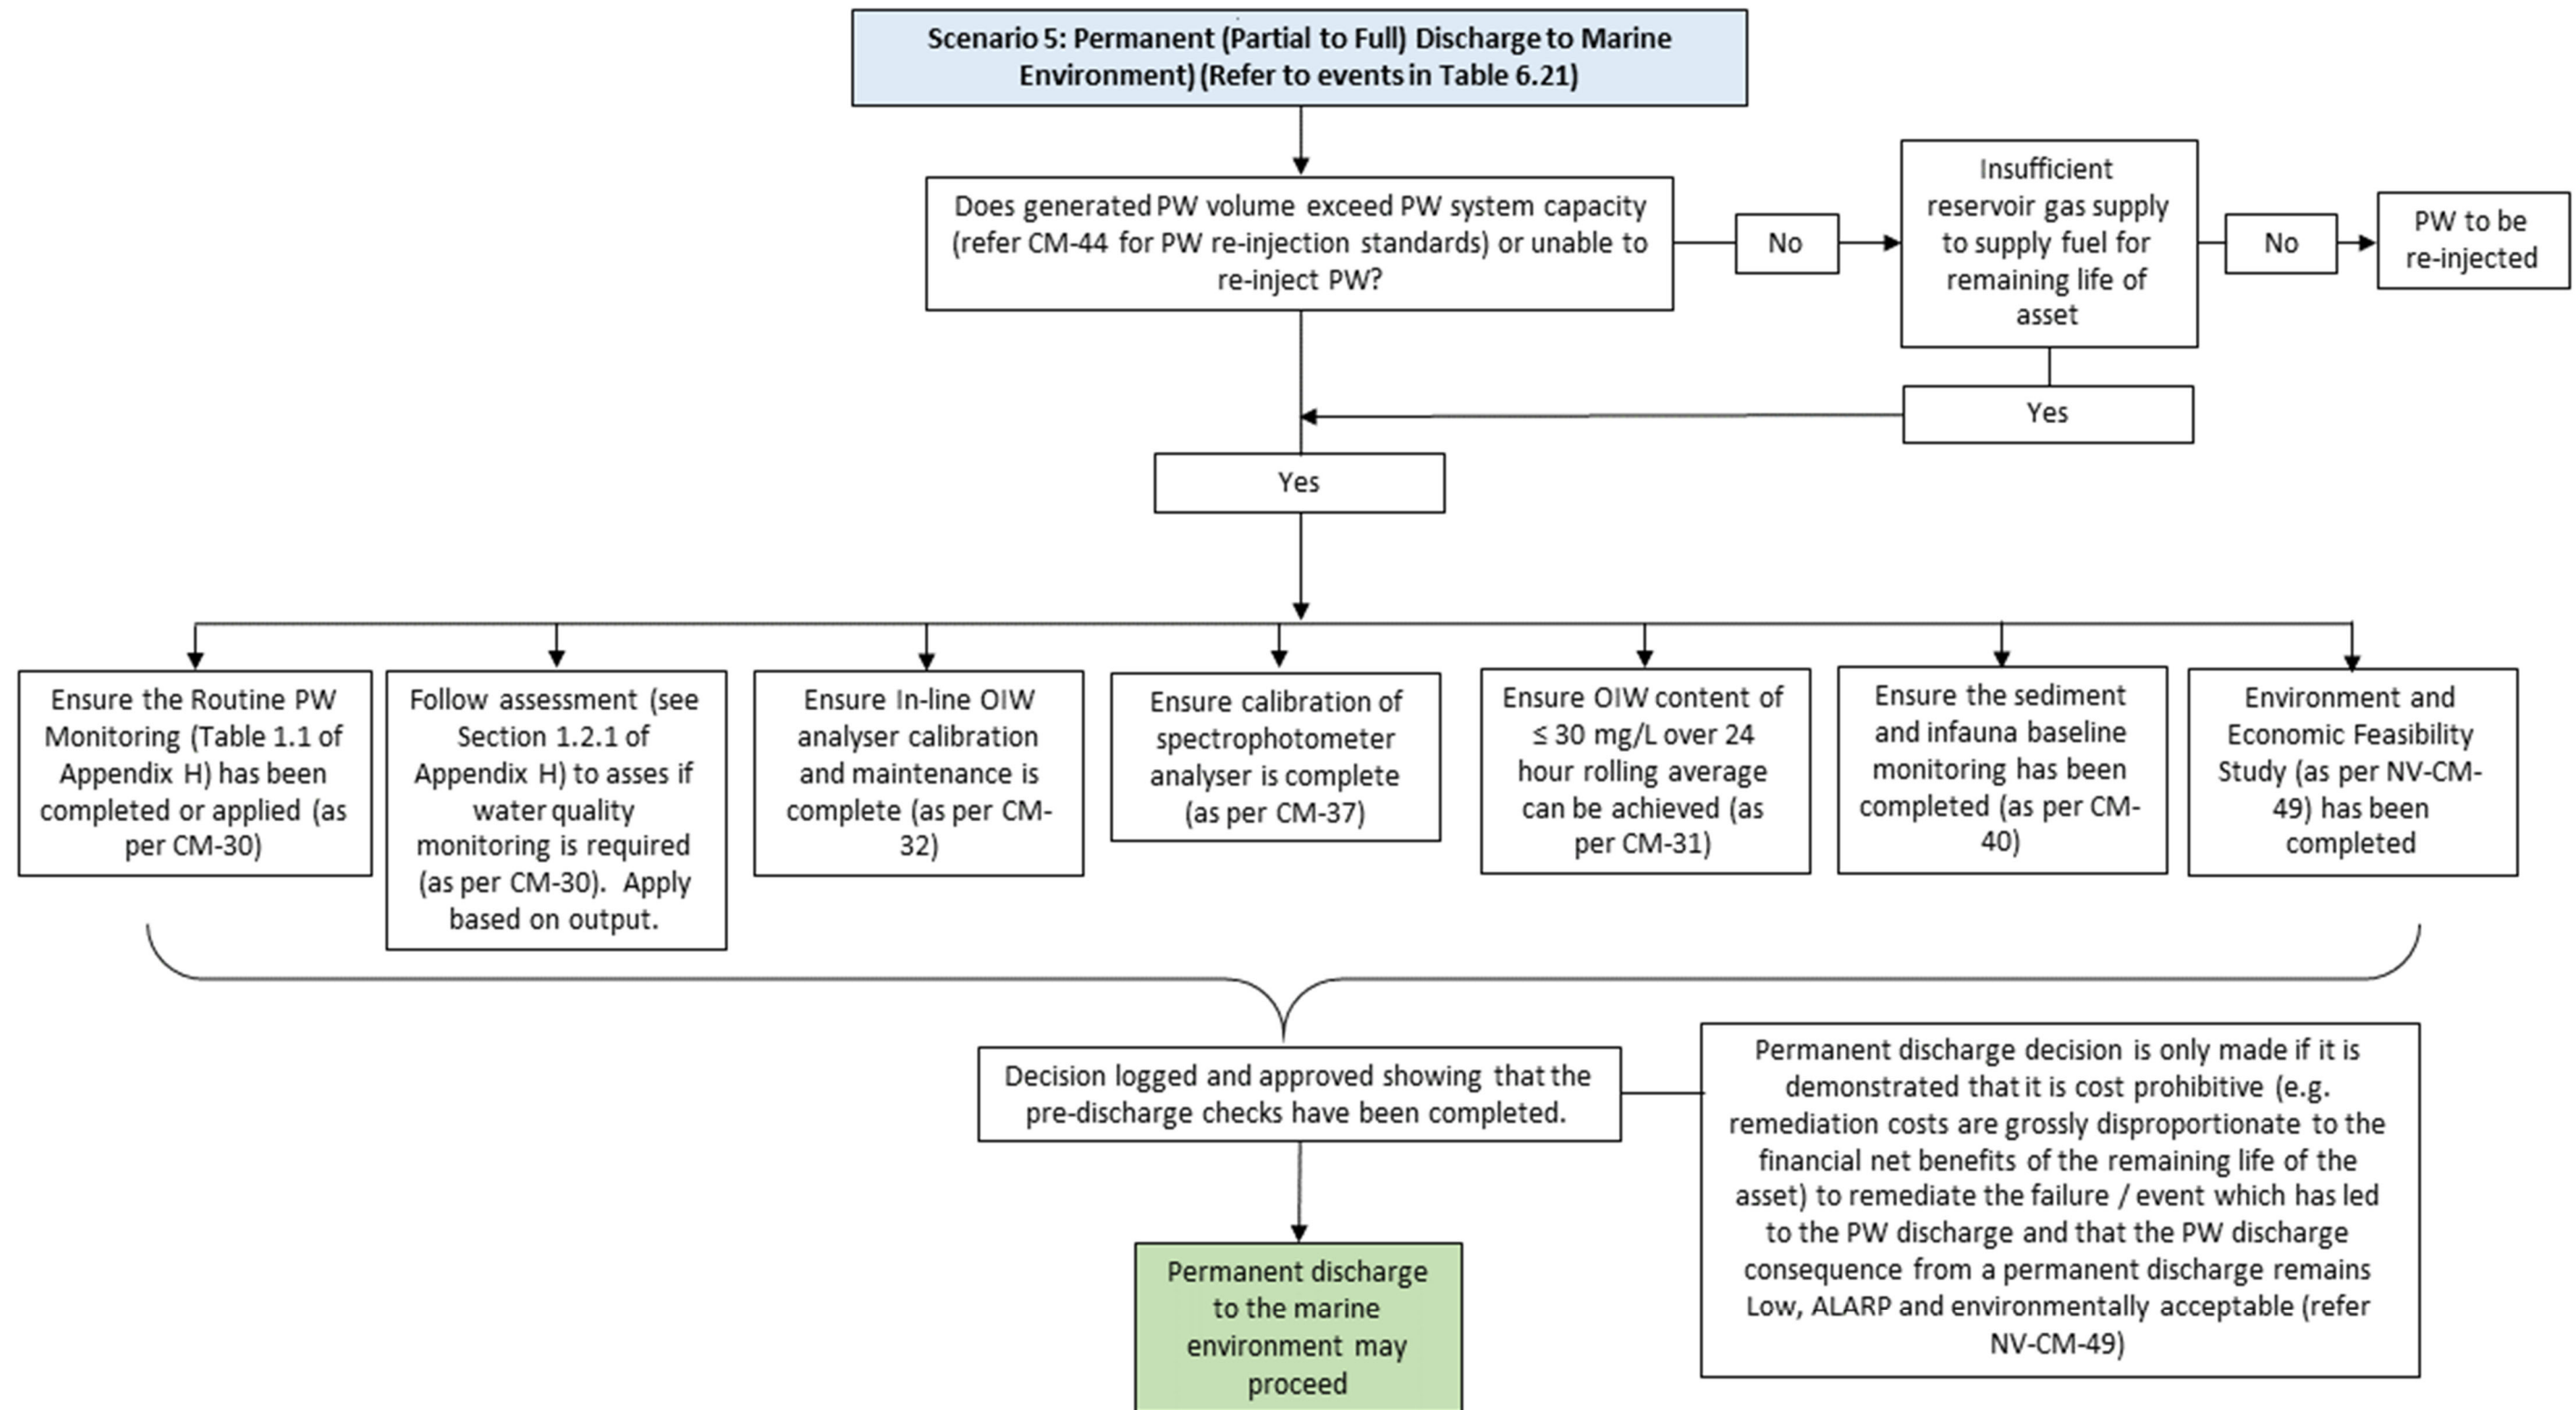 Scenario 5: Permanent (Partial to Full) Discharge to Marine
Environment) (Refer to events in Table 6.21)
Does generated PW volume exceed PW system capacity
(refer CM-44 for PW re-injection standards) or unable to
re-inject PW?
No
Insufficient
reservoir gas supply
to supply fuel for
remaining life of
asset
No
PW to be
re-injected
Yes
Yes
Ensure the Routine PW
Monitoring (Table 1.1 of
Appendix H) has been
completed or applied (as
per CM-30)
Follow assessment (see
Section 1.2.1 of
Appendix H) to asses if
water quality
monitoring is required
(as per CM-30). Apply
based on output.
Ensure In-line OIW
analyser calibration
and maintenance is
complete (as per CM-
32)
Ensure calibration of
spectrophotometer
analyser is complete
(as per CM-37)
Ensure OIW content of
≤ 30 mg/L over 24
hour rolling average
can be achieved (as
per CM-31)
Ensure the sediment
and infauna baseline
monitoring has been
completed (as per CM-
40)
Environment and
Economic Feasibility
Study (as per NV-CM-
49) has been
completed
Decision logged and approved showing that the
pre-discharge checks have been completed.
Permanent discharge decision is only made if it is
demonstrated that it is cost prohibitive (e.g.
remediation costs are grossly disproportionate to the
financial net benefits of the remaining life of the
asset) to remediate the failure / event which has led
to the PW discharge and that the PW discharge
consequence from a permanent discharge remains
Low, ALARP and environmentally acceptable (refer
NV-CM-49)
Permanent discharge
to the marine
environment may
proceed